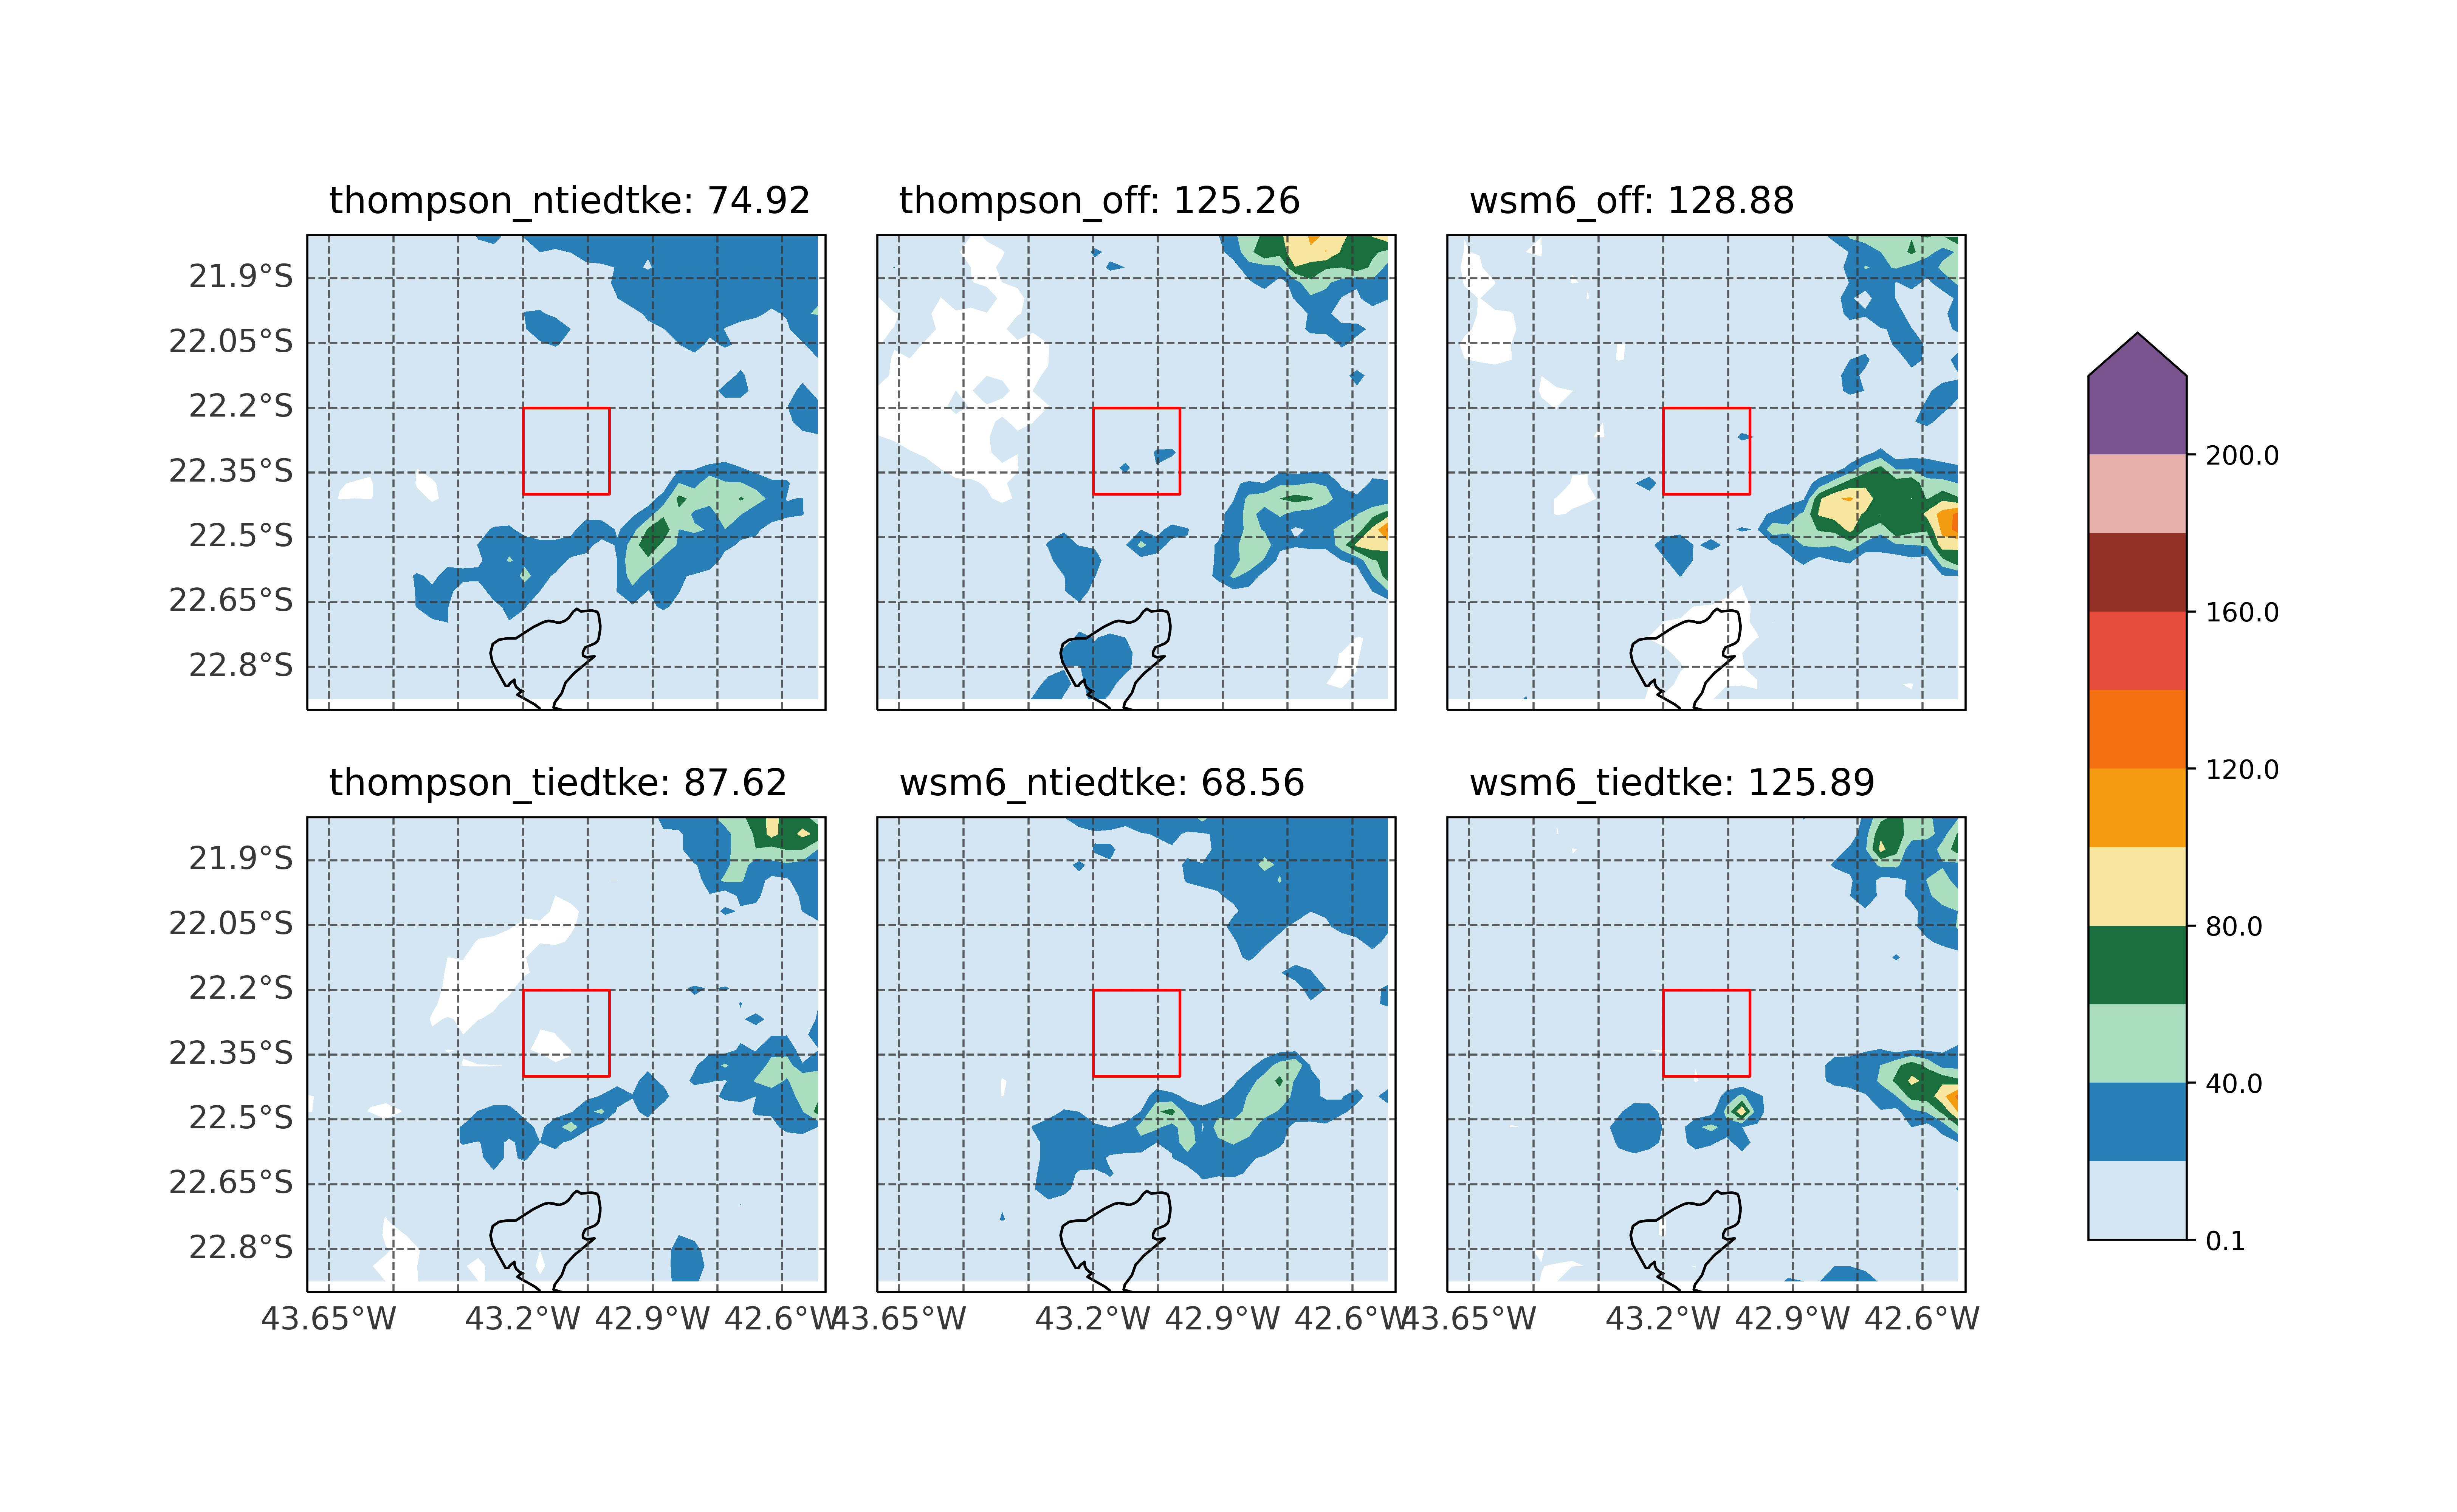 thompson_ntiedtke: 74.92
thompson_off: 125.26
wsm6_off: 128.88
21.9°S
22.05°S
22.2°S
22.35°S
22.5°S
22.65°S
22.8°S
thompson_tiedtke: 87.62
wsm6_ntiedtke: 68.56
wsm6_tiedtke: 125.89
21.9°S
22.05°S
22.2°S
22.35°S
22.5°S
22.65°S
22.8°S
43.65°W 43.2°W 42.9°W 42.6°W
43.65°W 43.2°W 42.9°W 42.6°W
43.65°W 43.2°W 42.9°W 42.6°W
200.0
160.0
120.0
80.0
40.0
0.1